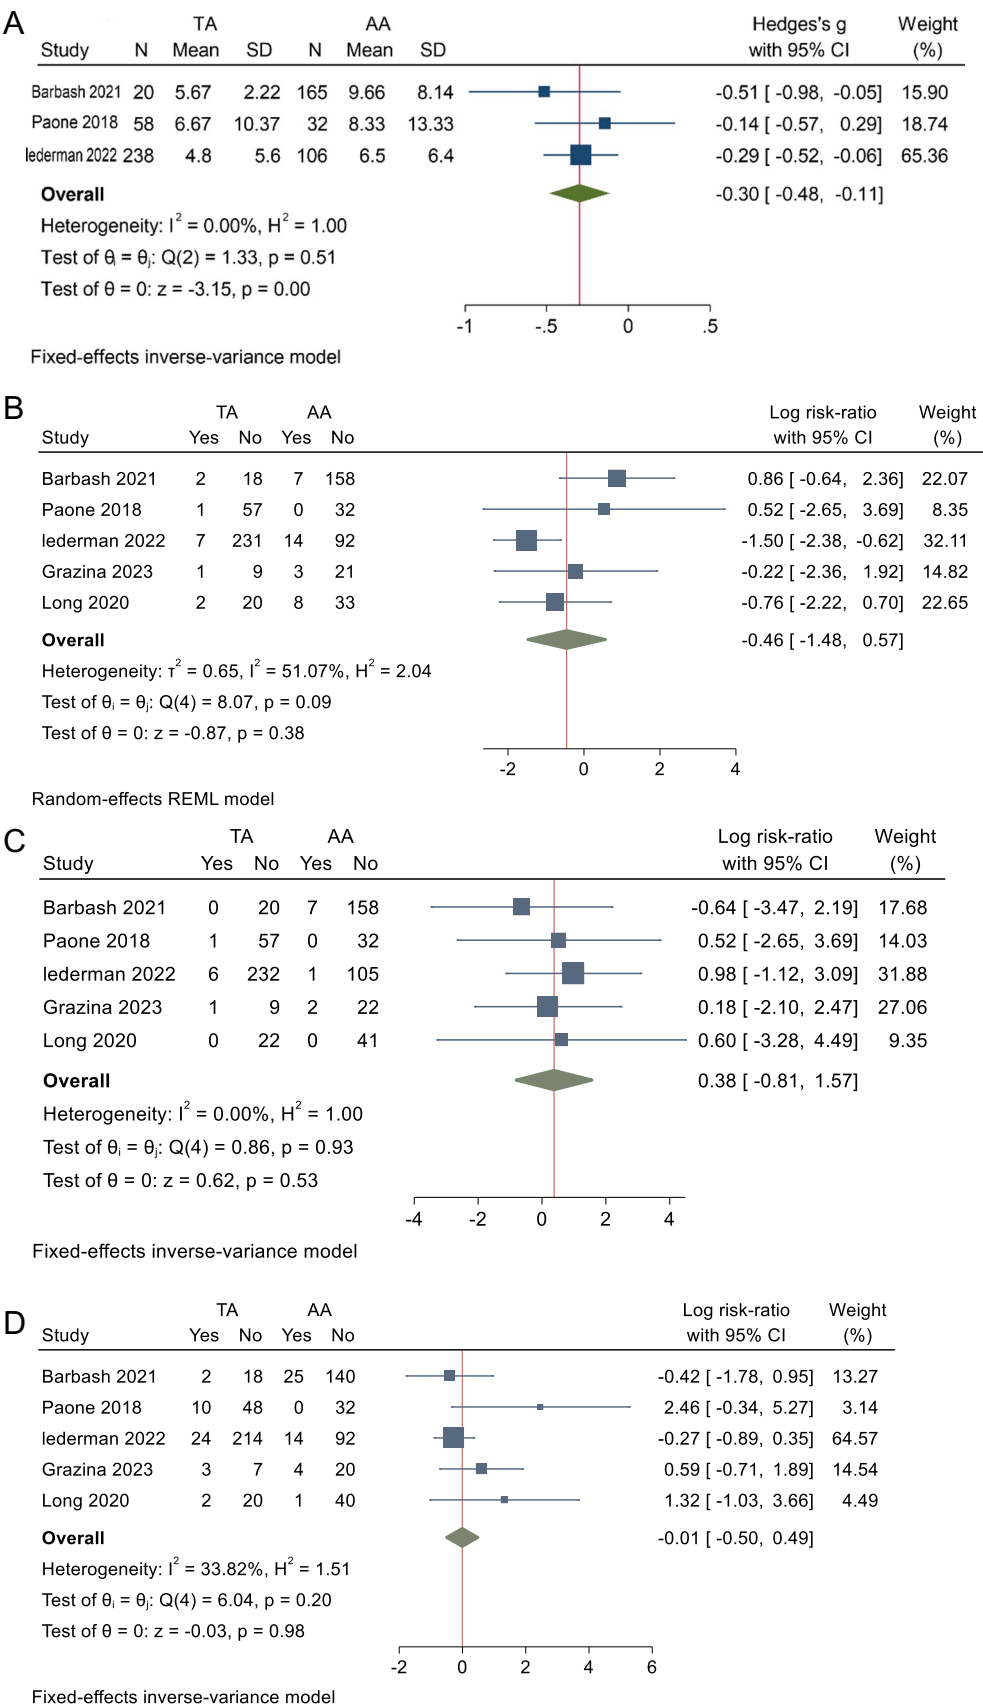 A
TA AA Hedges's g Weight
Study N Mean SD N Mean SD with 95% CI (%)
Barbash 2021 20 5.67 2.22 165 9.66 8.14 -0.51 [ -0.98, -0.05] 15.90
Paone 2018 58 6.67 10.37 32 8.33 13.33 -0.14 [ -0.57, 0.29] 18.74
lederman 2022 238 4.8 5.6 106 6.5 6.4 -0.29 [ -0.52, -0.06] 65.36
Overall -0.30 [ -0.48, -0.11]
Heterogeneity: I² = 0.00%, H² = 1.00
Test of θᵢ = θⱼ: Q(2) = 1.33, p = 0.51
Test of θ = 0: z = -3.15, p = 0.00
-1 -.5 0 .5
Fixed-effects inverse-variance model
B
TA AA Log risk-ratio Weight
Study Yes No Yes No with 95% CI (%)
Barbash 2021 2 18 7 158 0.86 [ -0.64, 2.36] 22.07
Paone 2018 1 57 0 32 0.52 [ -2.65, 3.69] 8.35
lederman 2022 7 231 14 92 -1.50 [ -2.38, -0.62] 32.11
Grazina 2023 1 9 3 21 -0.22 [ -2.36, 1.92] 14.82
Long 2020 2 20 8 33 -0.76 [ -2.22, 0.70] 22.65
Overall -0.46 [ -1.48, 0.57]
Heterogeneity: τ² = 0.65, I² = 51.07%, H² = 2.04
Test of θᵢ = θⱼ: Q(4) = 8.07, p = 0.09
Test of θ = 0: z = -0.87, p = 0.38
-2 0 2 4
Random-effects REML model
C
TA AA Log risk-ratio Weight
Study Yes No Yes No with 95% CI (%)
Barbash 2021 0 20 7 158 -0.64 [ -3.47, 2.19] 17.68
Paone 2018 1 57 0 32 0.52 [ -2.65, 3.69] 14.03
lederman 2022 6 232 1 105 0.98 [ -1.12, 3.09] 31.88
Grazina 2023 1 9 2 22 0.18 [ -2.10, 2.47] 27.06
Long 2020 0 22 0 41 0.60 [ -3.28, 4.49] 9.35
Overall 0.38 [ -0.81, 1.57]
Heterogeneity: I² = 0.00%, H² = 1.00
Test of θᵢ = θⱼ: Q(4) = 0.86, p = 0.93
Test of θ = 0: z = 0.62, p = 0.53
-4 -2 0 2 4
Fixed-effects inverse-variance model
D
TA AA Log risk-ratio Weight
Study Yes No Yes No with 95% CI (%)
Barbash 2021 2 18 25 140 -0.42 [ -1.78, 0.95] 13.27
Paone 2018 10 48 0 32 2.46 [ -0.34, 5.27] 3.14
lederman 2022 24 214 14 92 -0.27 [ -0.89, 0.35] 64.57
Grazina 2023 3 7 4 20 0.59 [ -0.71, 1.89] 14.54
Long 2020 2 20 1 40 1.32 [ -1.03, 3.66] 4.49
Overall -0.01 [ -0.50, 0.49]
Heterogeneity: I² = 33.82%, H² = 1.51
Test of θᵢ = θⱼ: Q(4) = 6.04, p = 0.20
Test of θ = 0: z = -0.03, p = 0.98
-2 0 2 4 6
Fixed-effects inverse-variance model